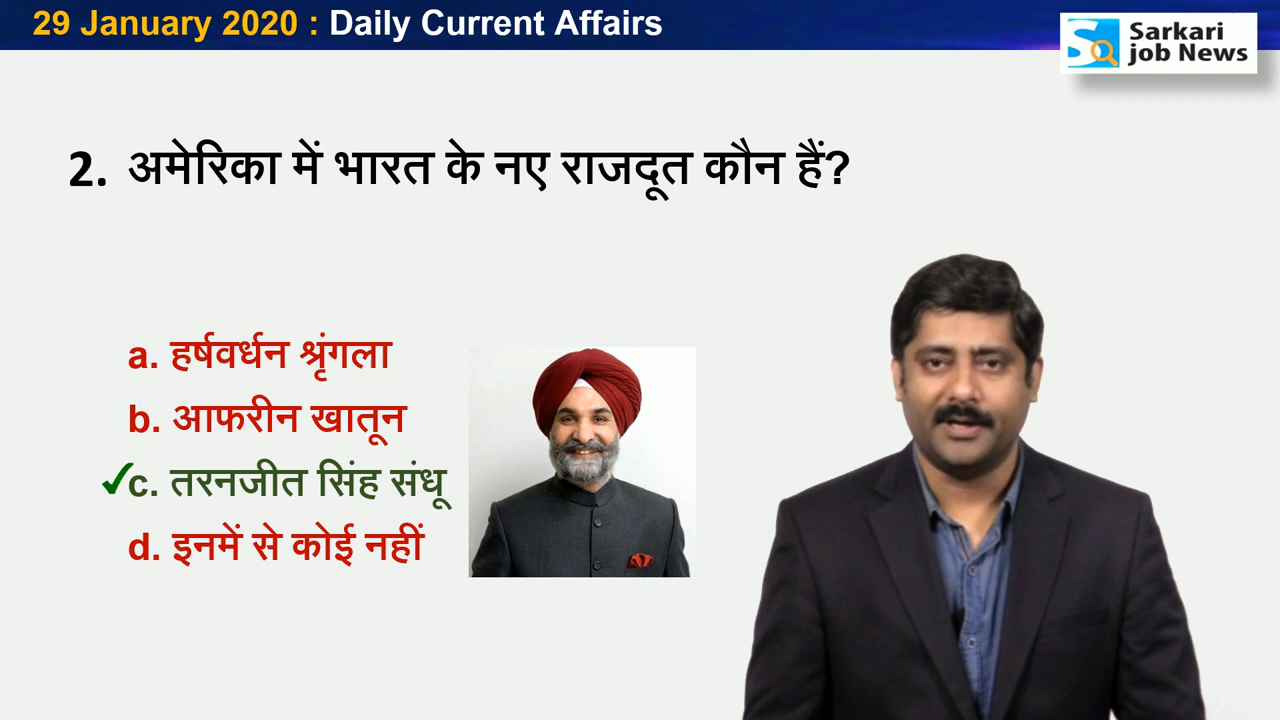 29 January 2020 : Daily Current Affairs
Sarkari
job News
2. अमेरिका में भारत के नए राजदूत कौन हैं?
a. हर्षवर्धन श्रृंगला
b. आफरीन खातून
✓c. तरनजीत सिंह संधू
d. इनमें से कोई नहीं